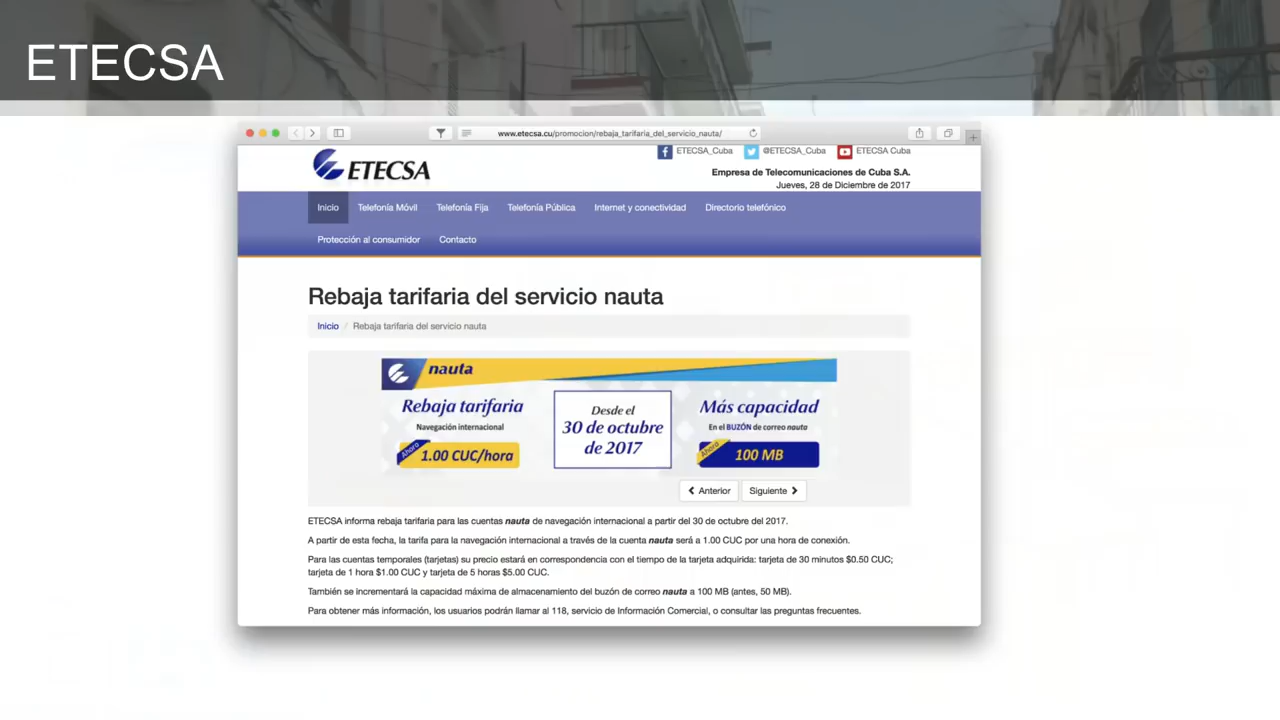 ETECSA
www.etecsa.cu/promocion/rebaja_tarifaria_del_servicio_nauta/
ETECSA_Cuba @ETECSA_Cuba ETECSA Cuba
ETECSA
Empresa de Telecomunicaciones de Cuba S.A.
Jueves, 28 de Diciembre de 2017
Inicio Telefonía Móvil Telefonía Fija Telefonía Pública Internet y conectividad Directorio telefónico
Protección al consumidor Contacto
Rebaja tarifaria del servicio nauta
Inicio / Rebaja tarifaria del servicio nauta
nauta
Rebaja tarifaria
Navegación internacional
Ahora 1.00 CUC/hora
Desde el
30 de octubre
de 2017
Más capacidad
En el BUZÓN de correo nauta
Ahora 100 MB
Anterior Siguiente
ETECSA informa rebaja tarifaria para las cuentas nauta de navegación internacional a partir del 30 de octubre del 2017.
A partir de esta fecha, la tarifa para la navegación internacional a través de la cuenta nauta será a 1.00 CUC por una hora de conexión.
Para las cuentas temporales (tarjetas) su precio estará en correspondencia con el tiempo de la tarjeta adquirida: tarjeta de 30 minutos $0.50 CUC;
tarjeta de 1 hora $1.00 CUC y tarjeta de 5 horas $5.00 CUC.
También se incrementará la capacidad máxima de almacenamiento del buzón de correo nauta a 100 MB (antes, 50 MB).
Para obtener más información, los usuarios podrán llamar al 118, servicio de Información Comercial, o consultar las preguntas frecuentes.